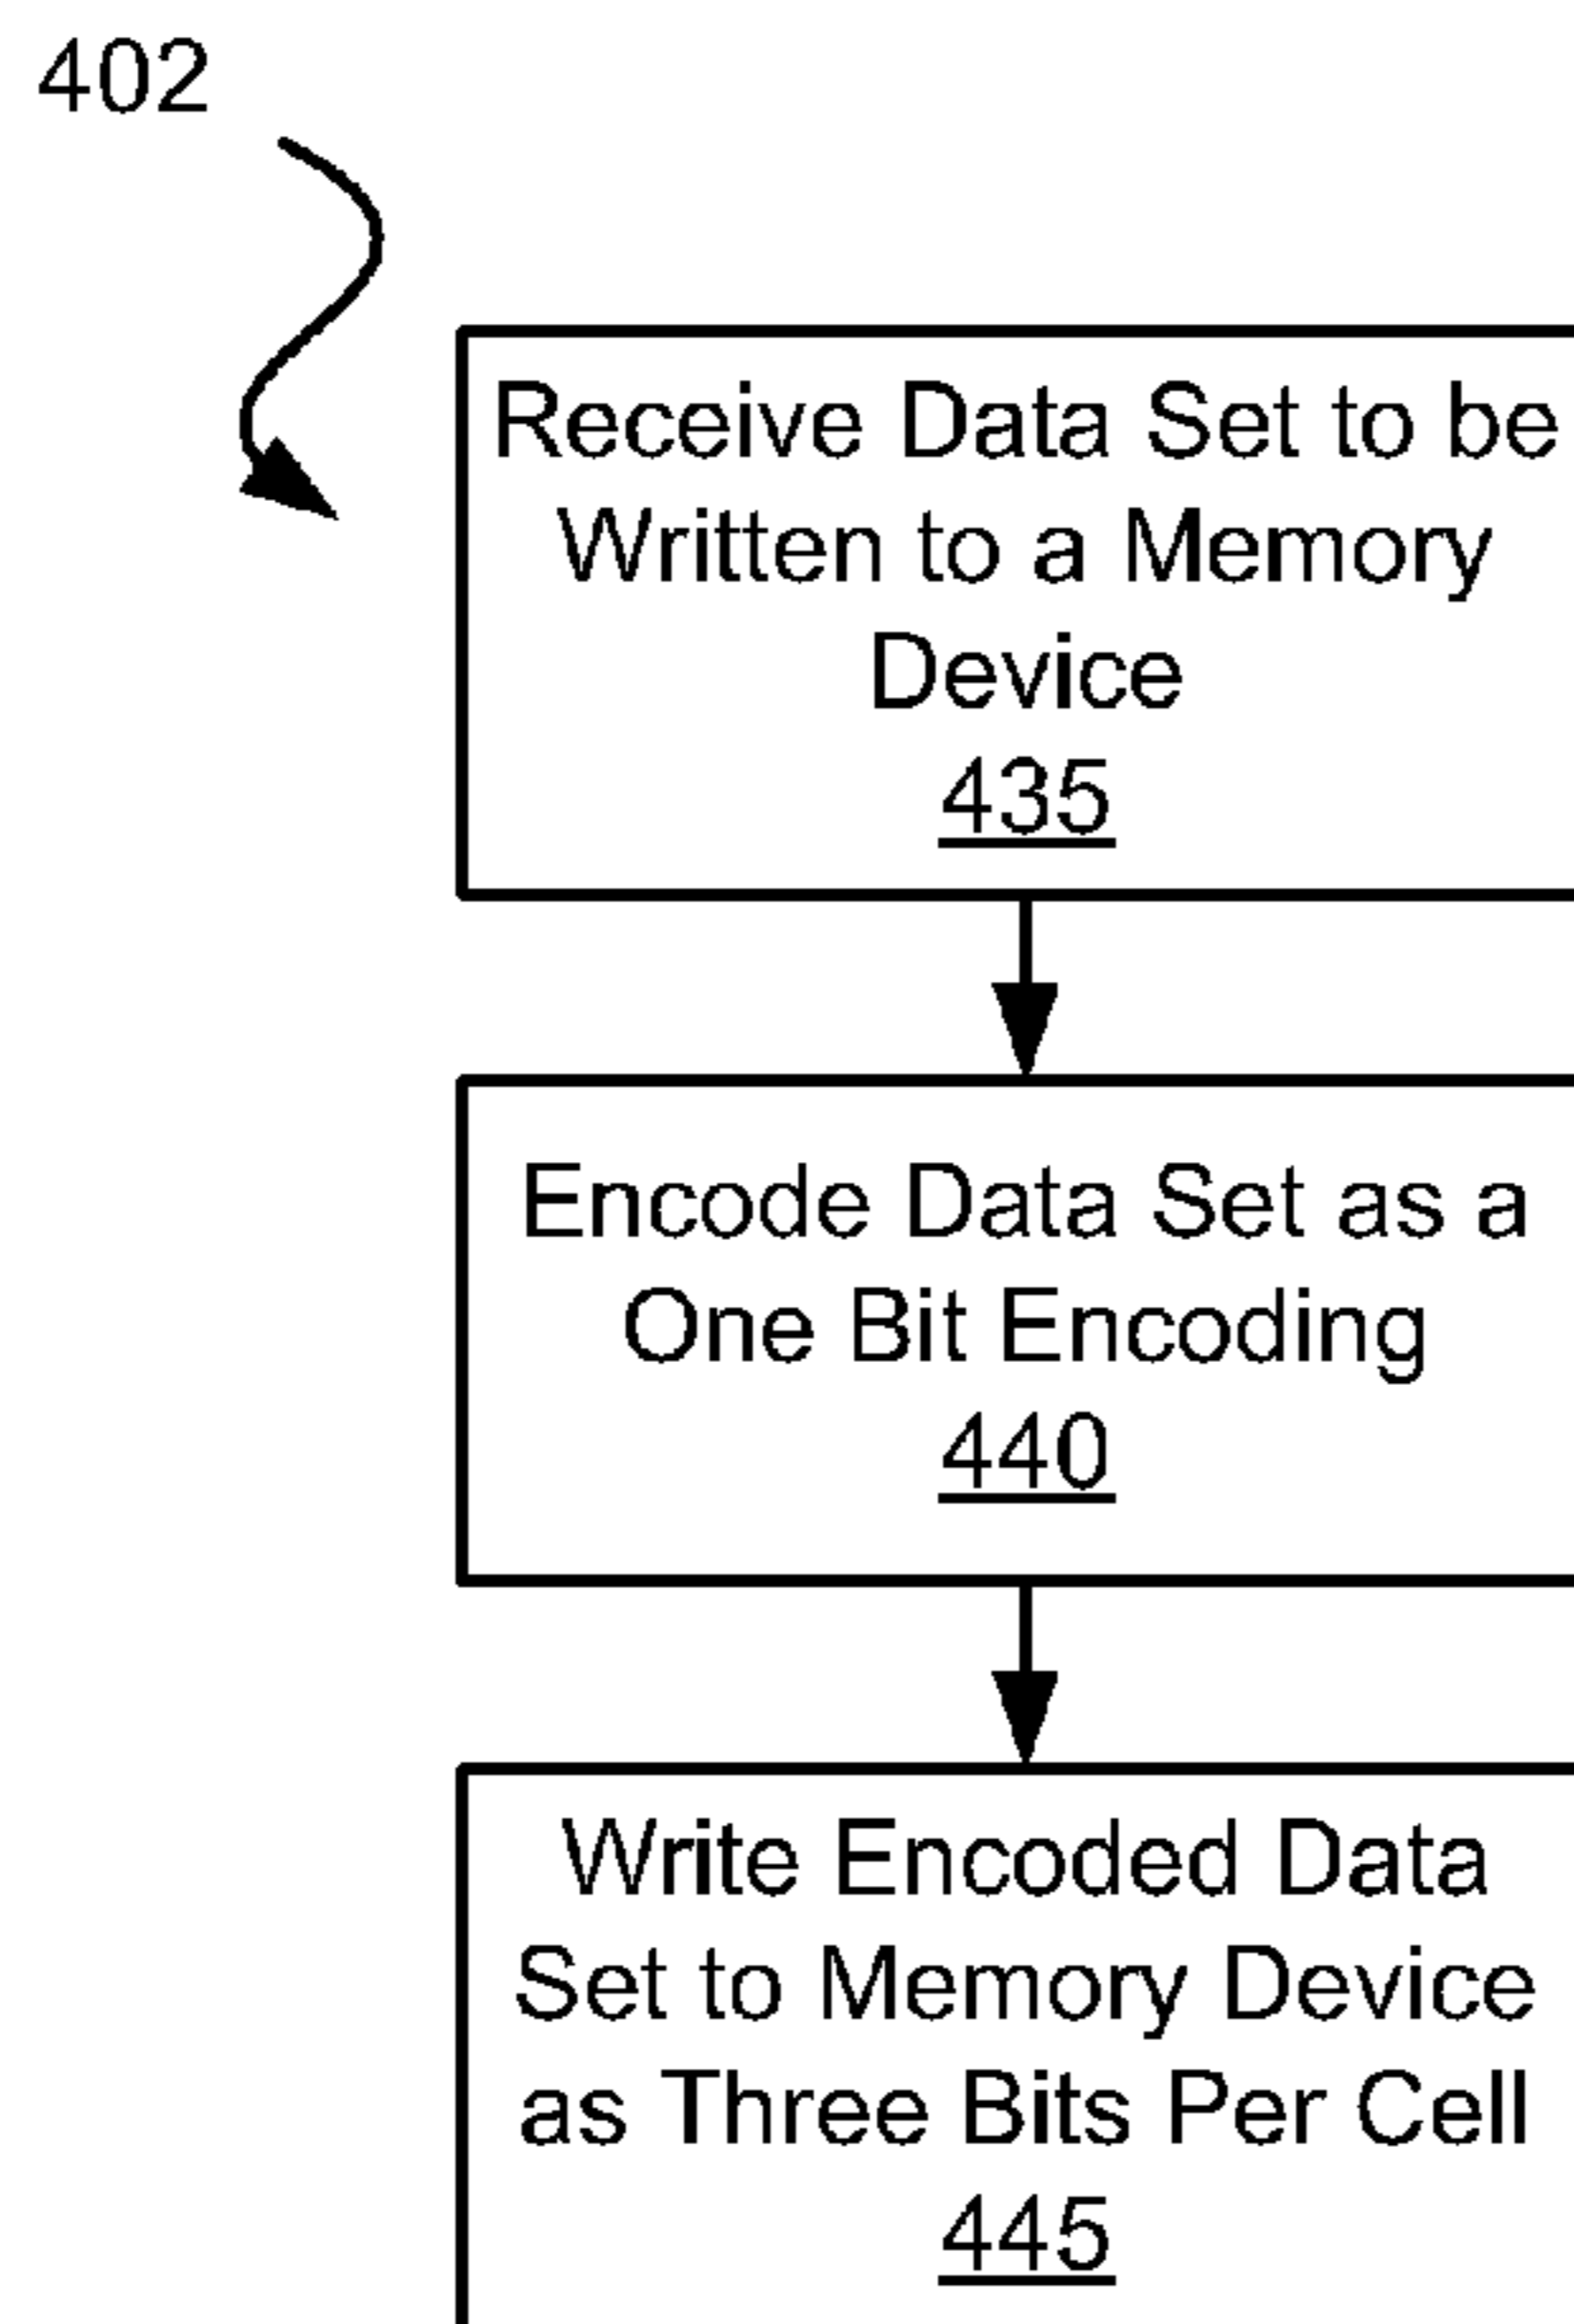 402
Receive Data Set to be
Written to a Memory
Device
435
Encode Data Set as a
One Bit Encoding
440
Write Encoded Data
Set to Memory Device
as Three Bits Per Cell
445